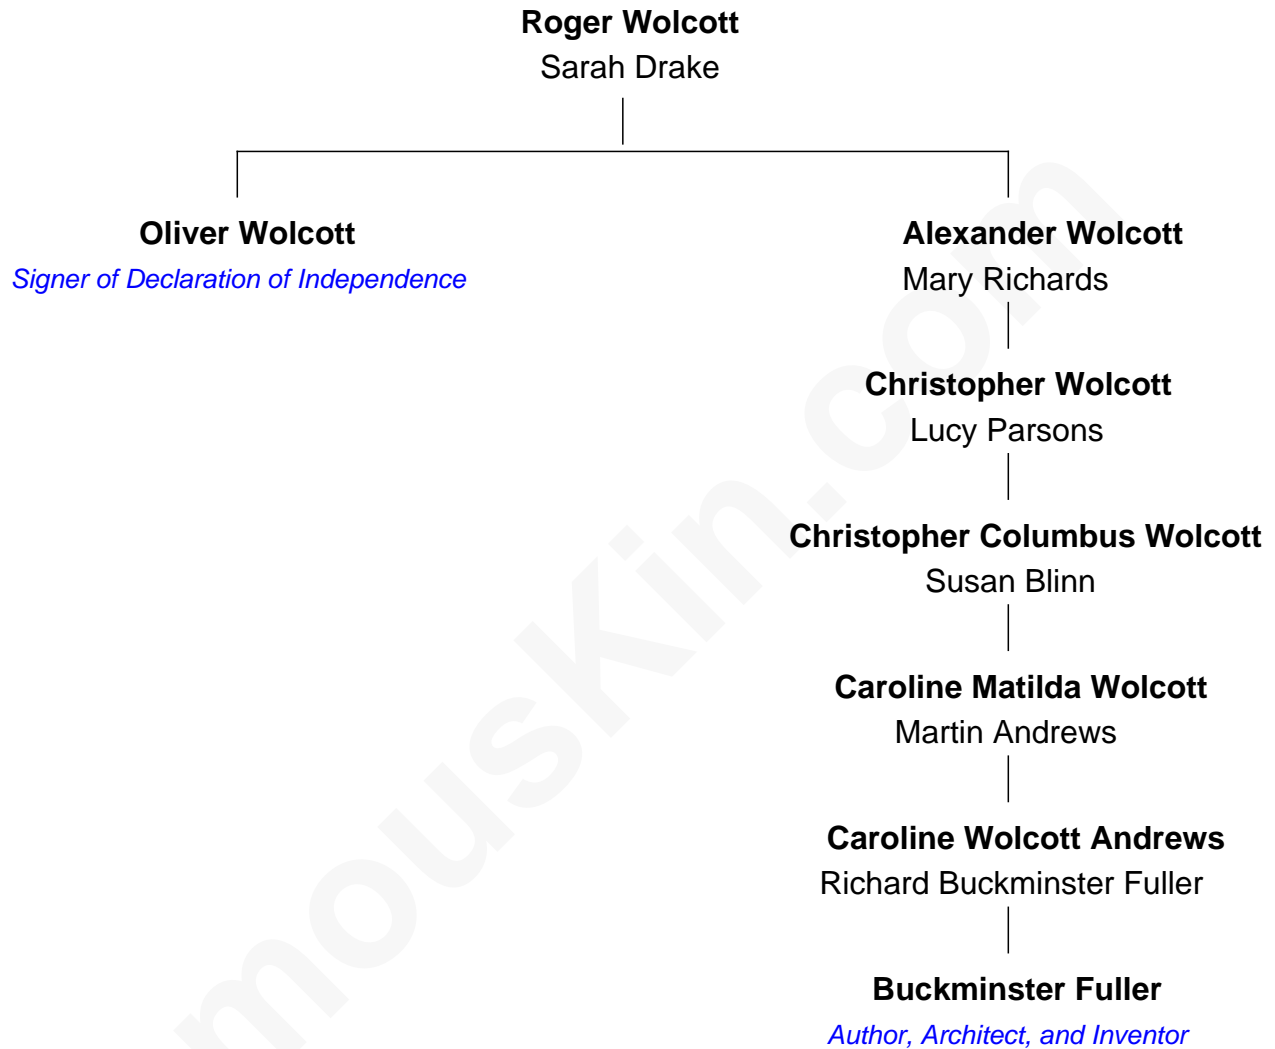 Roger Wolcott
Sarah Drake
Oliver Wolcott
Signer of Declaration of Independence
Alexander Wolcott
Mary Richards
Christopher Wolcott
Lucy Parsons
Christopher Columbus Wolcott
Susan Blinn
Caroline Matilda Wolcott
Martin Andrews
Caroline Wolcott Andrews
Richard Buckminster Fuller
Buckminster Fuller
Author, Architect, and Inventor
mouskin.com